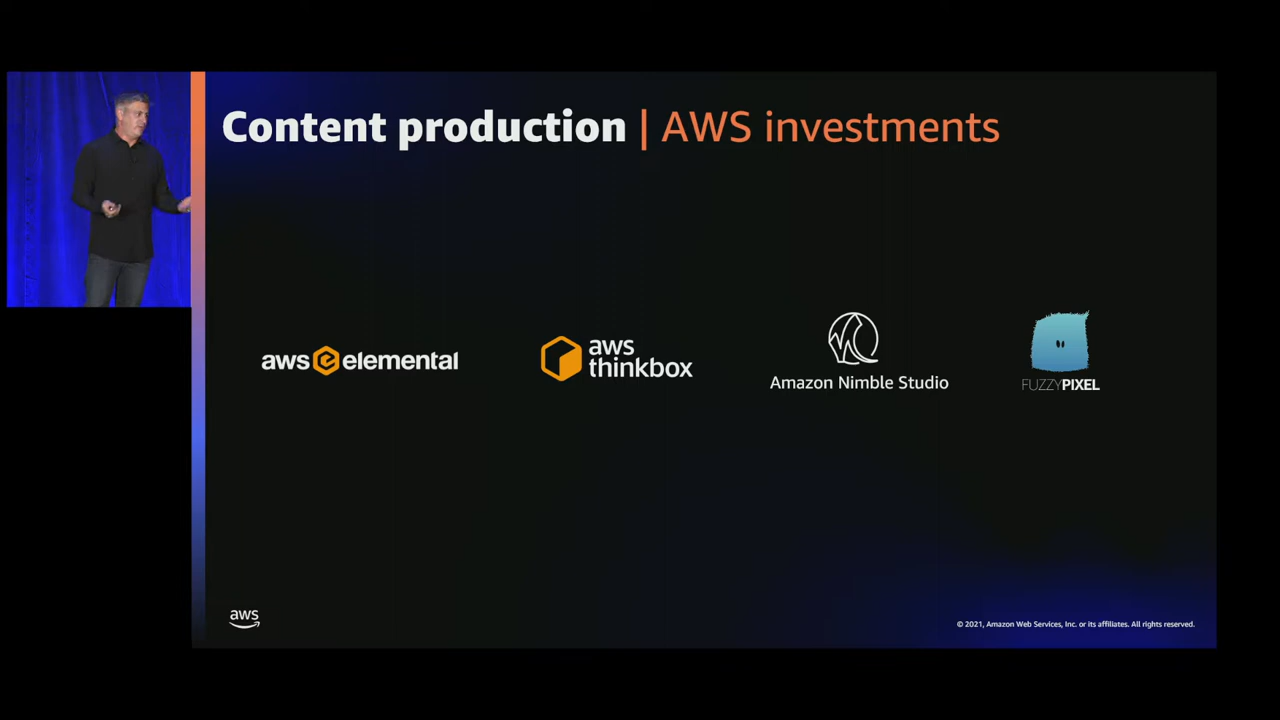 Content production | AWS investments
aws elemental
aws
thinkbox
Amazon Nimble Studio
FUZZYPIXEL
aws
© 2021, Amazon Web Services, Inc. or its affiliates. All rights reserved.